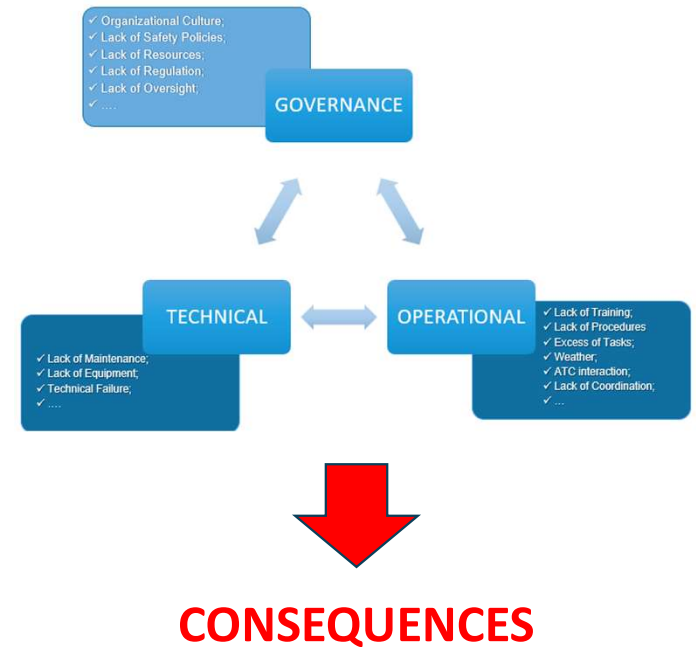 ✓ Organizational Culture;
✓ Lack of Safety Policies;
✓ Lack of Resources;
✓ Lack of Regulation;
✓ Lack of Oversight;
✓ ....
GOVERNANCE
TECHNICAL
✓ Lack of Maintenance;
✓ Lack of Equipment;
✓ Technical Failure;
✓ ....
OPERATIONAL
✓ Lack of Training;
✓ Lack of Procedures
✓ Excess of Tasks;
✓ Weather;
✓ ATC interaction;
✓ Lack of Coordination;
✓ ...
CONSEQUENCES